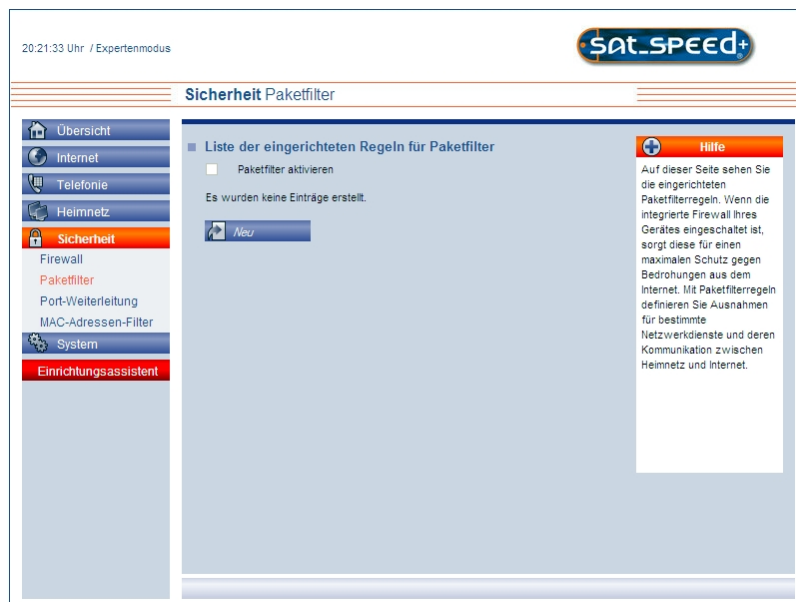 20:21:33 Uhr / Expertenmodus
sat_speed+
Sicherheit Paketfilter
Übersicht
Internet
Telefonie
Heimnetz
Sicherheit
Firewall
Paketfilter
Port-Weiterleitung
MAC-Adressen-Filter
System
Einrichtungsassistent
Liste der eingerichteten Regeln für Paketfilter
Paketfilter aktivieren
Es wurden keine Einträge erstellt.
Neu
Hilfe
Auf dieser Seite sehen Sie
die eingerichteten
Paketfilterregeln. Wenn die
integrierte Firewall Ihres
Gerätes eingeschaltet ist,
sorgt diese für einen
maximalen Schutz gegen
Bedrohungen aus dem
Internet. Mit Paketfilterregeln
definieren Sie Ausnahmen
für bestimmte
Netzwerkdienste und deren
Kommunikation zwischen
Heimnetz und Internet.